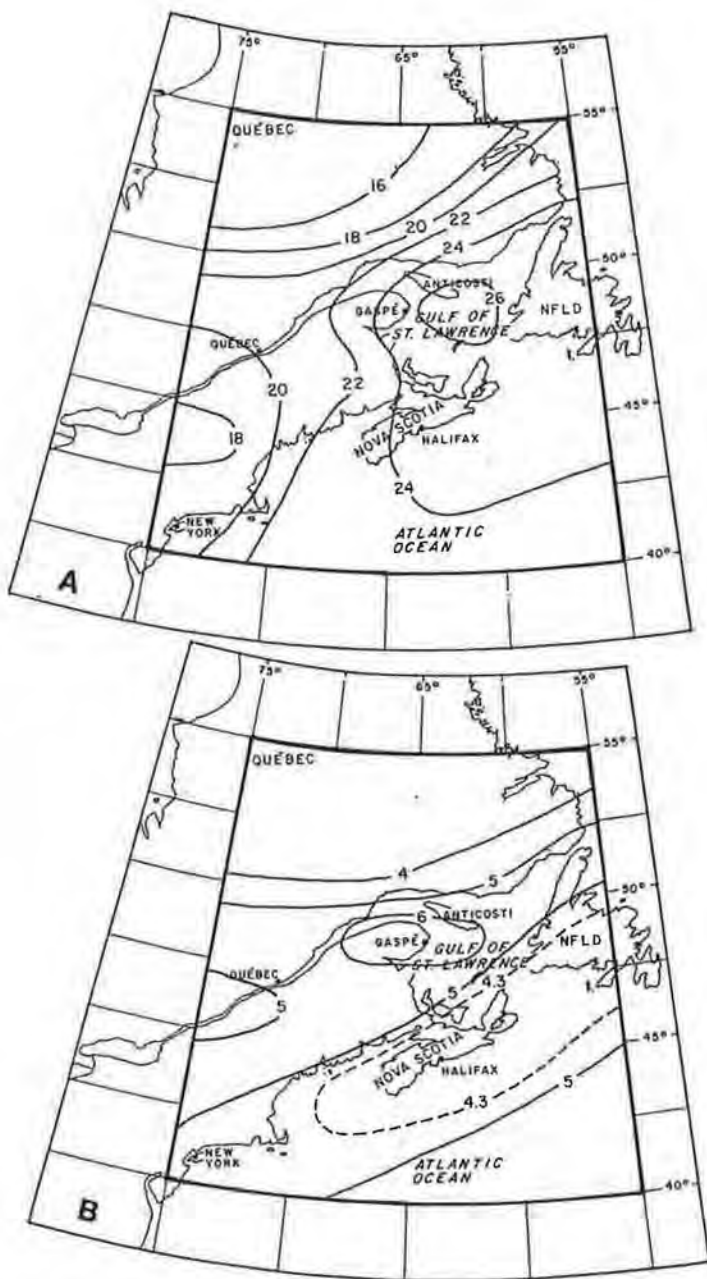 75°
65°
55°
55°
QUÉBEC
16
22
20
18
24
50°
ANTICOSTI
26
GASPÉ
GULF OF
ST. LAWRENCE
NFLD
QUÉBEC
20
22
45°
18
NOVA SCOTIA
HALIFAX
24
NEW
YORK
ATLANTIC
OCEAN
40°
A
75°
65°
55°
55°
QUÉBEC
4
5
50°
6
ANTICOSTI
GASPÉ
GULF OF
ST. LAWRENCE
NFLD
QUÉBEC
5
5
4.3
45°
NOVA SCOTIA
HALIFAX
4.3
5
NEW
YORK
ATLANTIC
OCEAN
40°
B